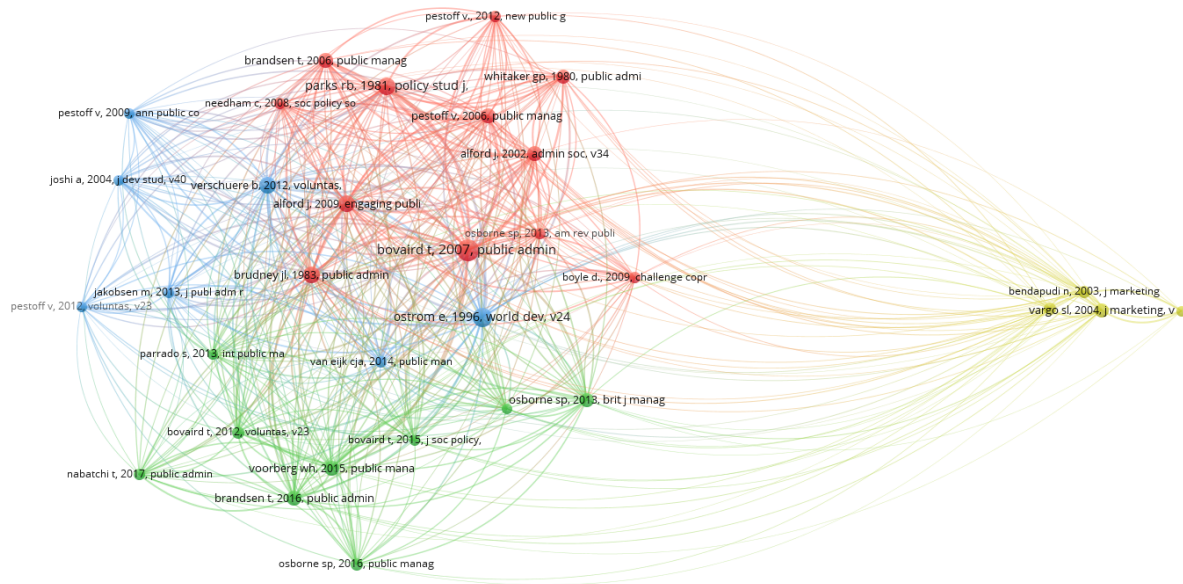 pestoff v., 2012, new public g
brandsen t, 2006, public manag
whitaker gp, 1980, public admi
parks rb, 1981, policy stud j.
needham c, 2008, soc policy so
pestoff v, 2009, ann public co
pestoff v, 2006, public manag
alford j, 2002, admin soc, v34
joshi a, 2004, j dev stud, v40
verschuere b, 2012, voluntas,
alford j, 2009, engaging publi
osborne sp, 2013, am rev publi
bovaird t, 2007, public admin
brudney jl, 1983, public admin
boyle d., 2009, challenge copr
jakobsen m, 2013, j publ adm r
bendapudi n, 2003, j marketing
pestoff v, 2012, voluntas, v23
vargo sl, 2004, j marketing, v
ostrom e, 1996, world dev, v24
parrado s, 2013, int public ma
van eijk cja, 2014, public man
osborne sp, 2013, brit j manag
bovaird t, 2012, voluntas, v23
bovaird t, 2015, j soc policy,
nabatchi t, 2017, public admin
voorberg wh, 2015, public mana
brandsen t, 2016, public admin
osborne sp, 2016, public manag